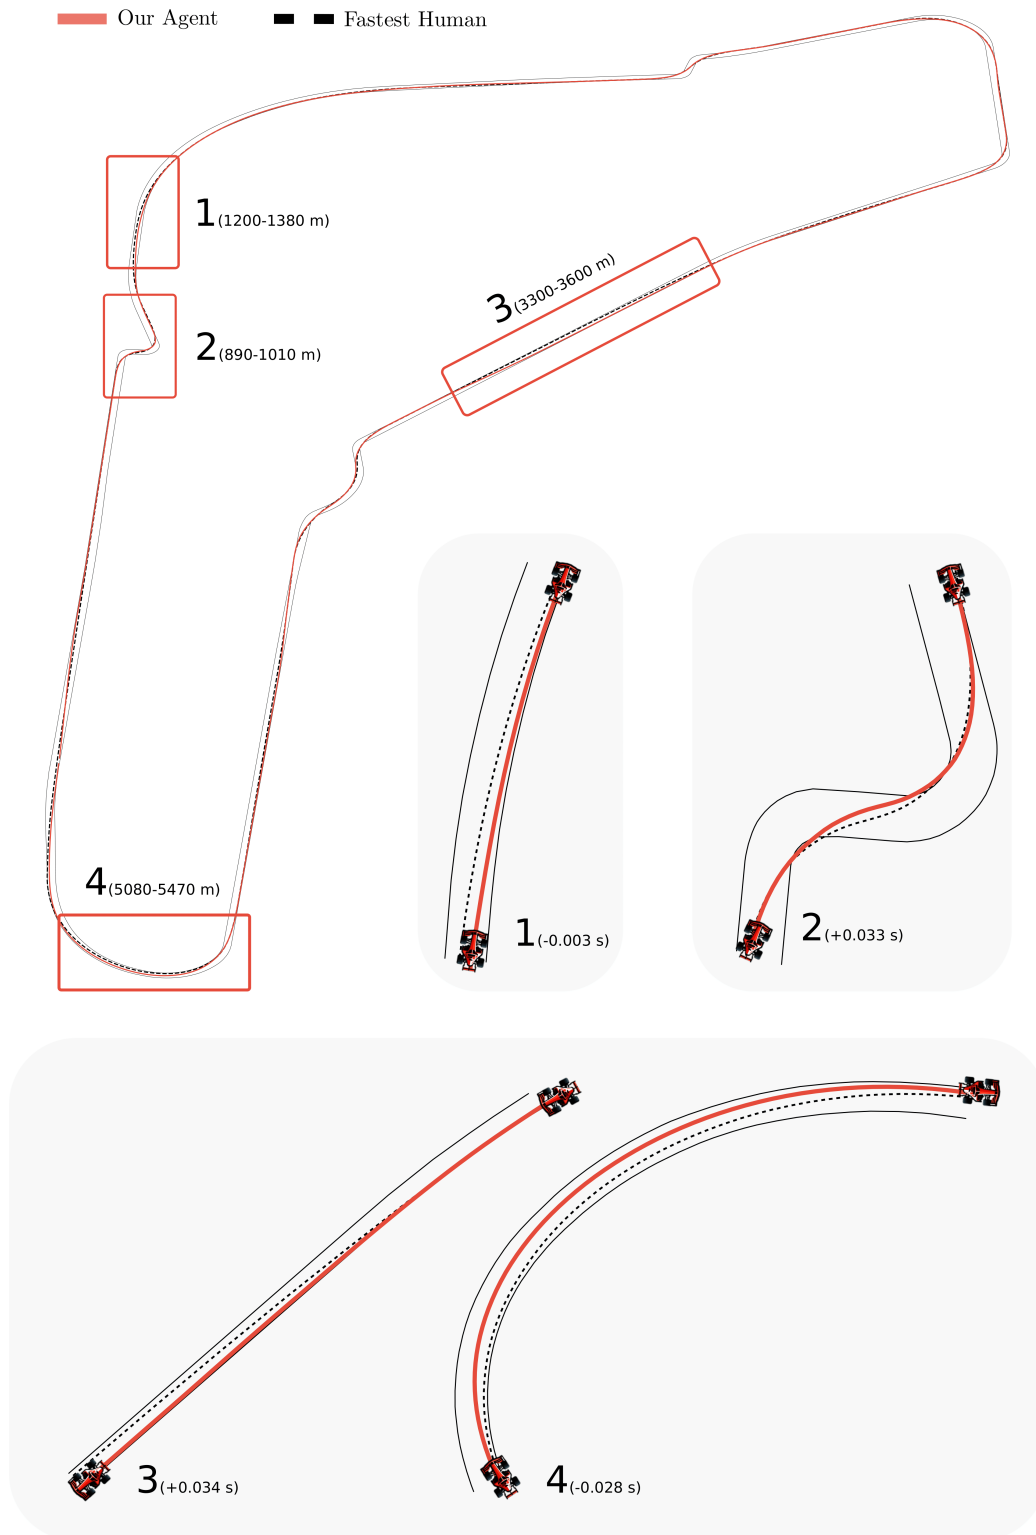 Our Agent
Fastest Human
1(1200-1380 m)
2(890-1010 m)
3(3300-3600 m)
4(5080-5470 m)
1(-0.003 s)
2(+0.033 s)
3(+0.034 s)
4(-0.028 s)